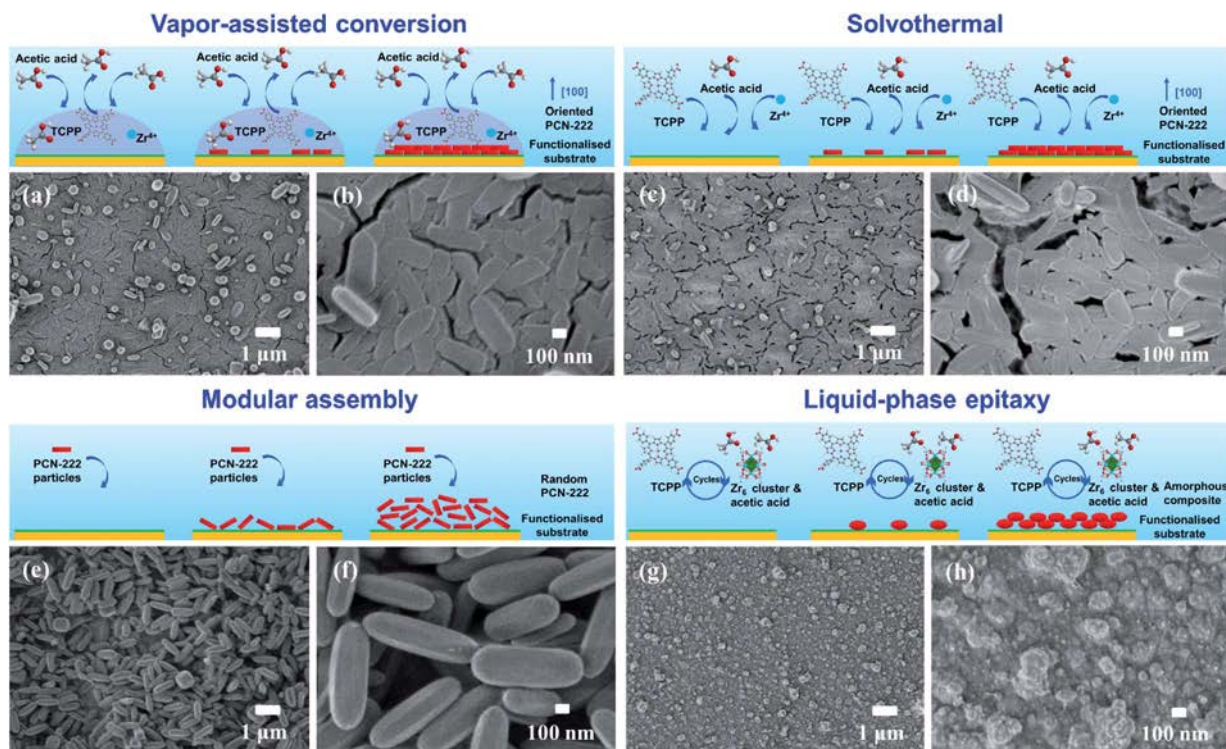 Vapor-assisted conversion
Acetic acid
Acetic acid
Acetic acid
[100]
TCPP
Zr4+
TCPP
Zr4+
TCPP
Zr4+
Oriented
PCN-222
Functionalised
substrate
(a)
1 µm
(b)
100 nm
Solvothermal
Acetic acid
TCPP
Zr4+
Acetic acid
TCPP
Zr4+
Acetic acid
TCPP
Zr4+
[100]
Oriented
PCN-222
Functionalised
substrate
(c)
1 µm
(d)
100 nm
Modular assembly
PCN-222
particles
PCN-222
particles
PCN-222
particles
Random
PCN-222
Functionalised
substrate
(e)
1 µm
(f)
100 nm
Liquid-phase epitaxy
Cycles
TCPP
Zr6 cluster &
acetic acid
Cycles
TCPP
Zr6 cluster &
acetic acid
Cycles
TCPP
Zr6 cluster &
acetic acid
Amorphous
composite
Functionalised
substrate
(g)
1 µm
(h)
100 nm